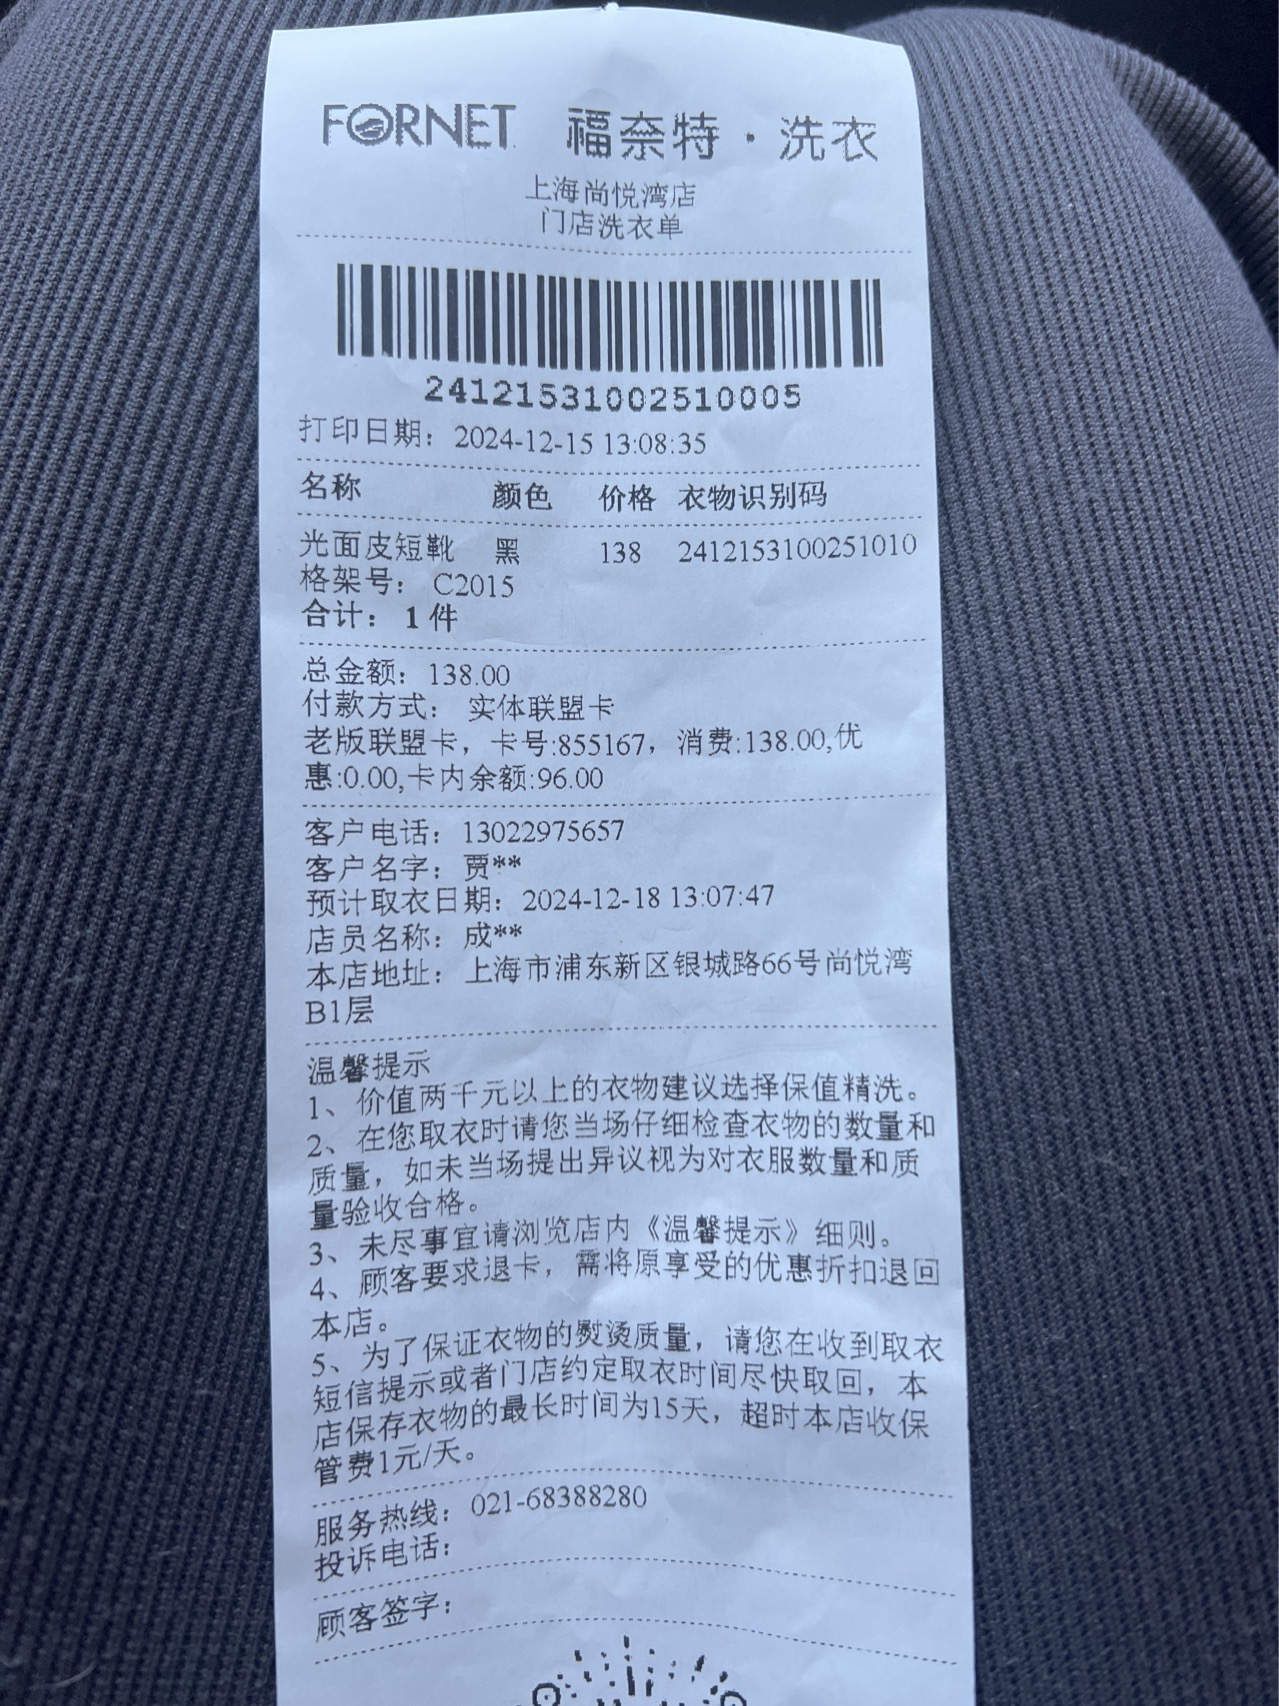 FORNET 福奈特·洗衣
上海尚悦湾店
门店洗衣单
24121531002510005
打印日期：2024-12-15 13:08:35
名称 颜色 价格 衣物识别码
光面皮短靴 黑 138 2412153100251010
格架号： C2015
合计： 1 件
总金额：138.00
付款方式： 实体联盟卡
老版联盟卡，卡号:855167，消费:138.00,优
惠:0.00,卡内余额:96.00
客户电话：13022975657
客户名字：贾**
预计取衣日期：2024-12-18 13:07:47
店员名称：成**
本店地址：上海市浦东新区银城路66号尚悦湾
B1层
温馨提示
1、价值两千元以上的衣物建议选择保值精洗。
2、在您取衣时请您当场仔细检查衣物的数量和
质量，如未当场提出异议视为对衣服数量和质
量验收合格。
3、未尽事宜请浏览店内《温馨提示》细则。
4、顾客要求退卡，需将原享受的优惠折扣退回
本店。
5、为了保证衣物的熨烫质量，请您在收到取衣
短信提示或者门店约定取衣时间尽快取回，本
店保存衣物的最长时间为15天，超时本店收保
管费1元/天。
服务热线：021-68388280
投诉电话：
顾客签字：